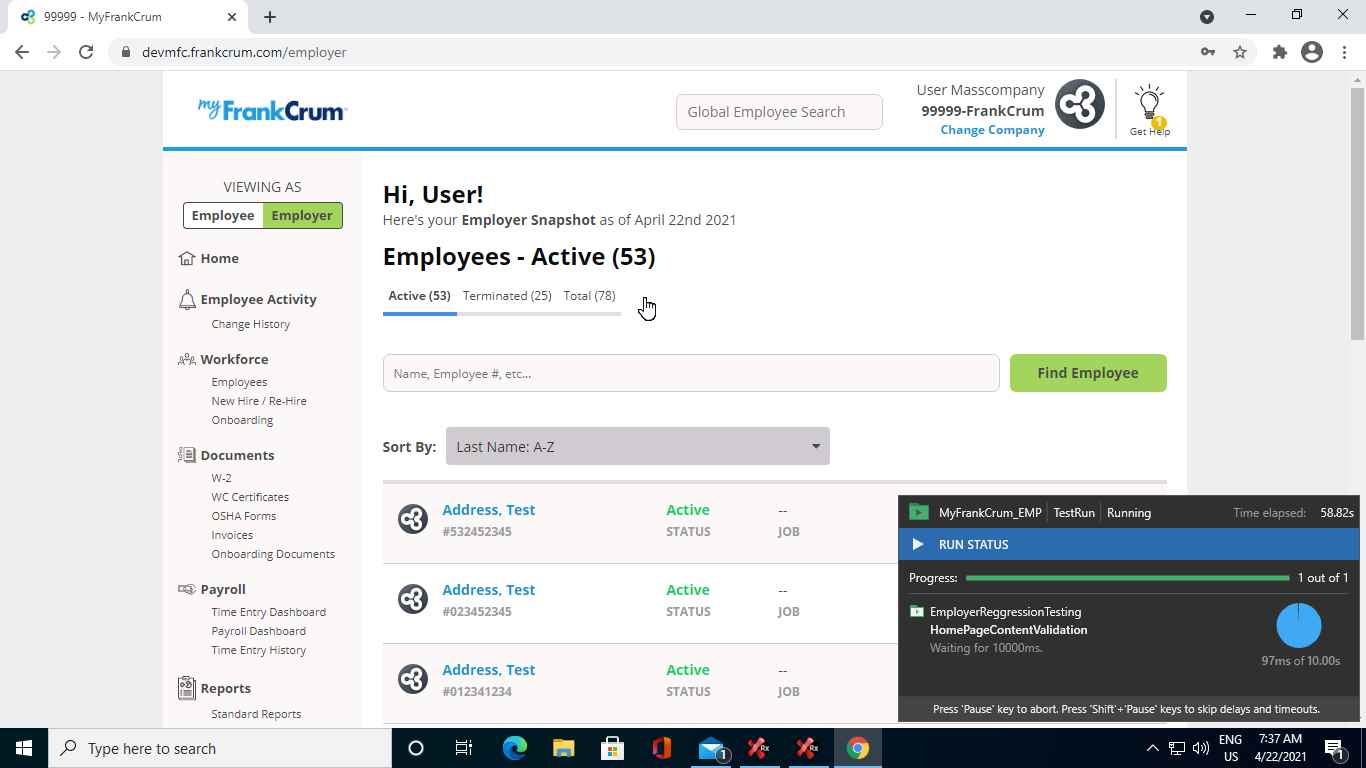 99999 - MyFrankCrum
devmfc.frankcrum.com/employer
myFrankCrum
Global Employee Search
User Masscompany
99999-FrankCrum
Change Company
1
Get Help
VIEWING AS
Employee Employer
Home
Employee Activity
Change History
Workforce
Employees
New Hire / Re-Hire
Onboarding
Documents
W-2
WC Certificates
OSHA Forms
Invoices
Onboarding Documents
Payroll
Time Entry Dashboard
Payroll Dashboard
Time Entry History
Reports
Standard Reports
Hi, User!
Here's your Employer Snapshot as of April 22nd 2021
Employees - Active (53)
Active (53) Terminated (25) Total (78)
Name, Employee #, etc...
Find Employee
Sort By: Last Name: A-Z
Address, Test Active --
#532452345 STATUS JOB
Address, Test Active --
#023452345 STATUS JOB
Address, Test Active --
#012341234 STATUS JOB
MyFrankCrum_EMP TestRun Running Time elapsed: 58.82s
RUN STATUS
Progress: 1 out of 1
EmployerReggressionTesting
HomePageContentValidation
Waiting for 10000ms.
97ms of 10.00s
Press 'Pause' key to abort. Press 'Shift'+'Pause' keys to skip delays and timeouts.
Type here to search
1
Rx
Rx
ENG
US
7:37 AM
4/22/2021
1